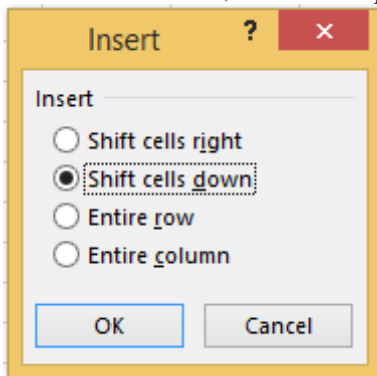 Insert ?
Insert
Shift cells right
Shift cells down
Entire row
Entire column
OK Cancel